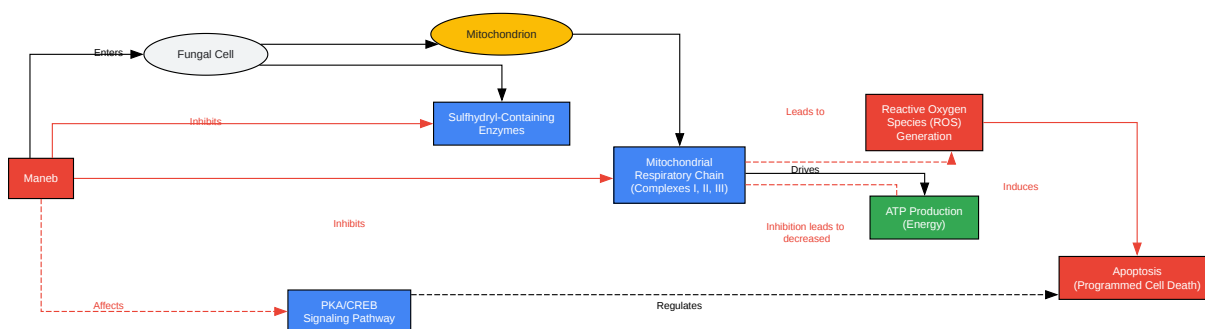 Mitochondrion
Enters
Fungal Cell
Sulfhydryl-Containing
Enzymes
Inhibits
Leads to
Reactive Oxygen
Species (ROS)
Generation
Maneb
Mitochondrial
Respiratory Chain
(Complexes I, II, III)
Drives
Induces
ATP Production
(Energy)
Inhibits
Inhibition leads to
decreased
Apoptosis
(Programmed Cell Death)
Affects
PKA/CREB
Signaling Pathway
Regulates